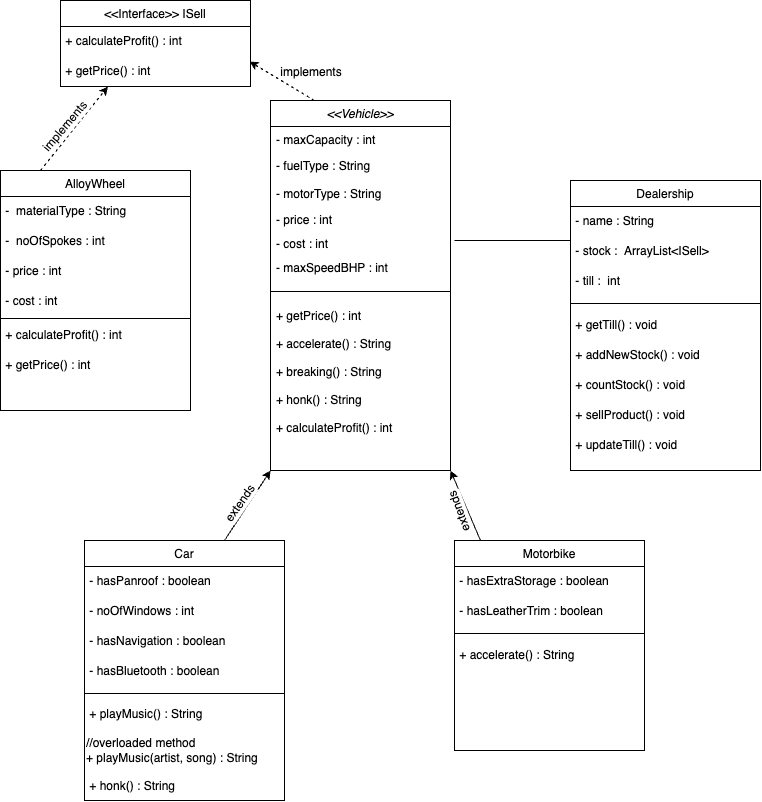 <<Interface>> ISell
+ calculateProfit() : int
+ getPrice() : int
implements
implements
<<Vehicle>>
- maxCapacity : int
- fuelType : String
- motorType : String
- price : int
- cost : int
- maxSpeedBHP : int
+ getPrice() : int
+ accelerate() : String
+ breaking() : String
+ honk() : String
+ calculateProfit() : int
AlloyWheel
- materialType : String
- noOfSpokes : int
- price : int
- cost : int
+ calculateProfit() : int
+ getPrice() : int
Dealership
- name : String
- stock : ArrayList<ISell>
- till : int
+ getTill() : void
+ addNewStock() : void
+ countStock() : void
+ sellProduct() : void
+ updateTill() : void
extends
extends
Car
- hasPanroof : boolean
- noOfWindows : int
- hasNavigation : boolean
- hasBluetooth : boolean
+ playMusic() : String
//overloaded method
+ playMusic(artist, song) : String
+ honk() : String
Motorbike
- hasExtraStorage : boolean
- hasLeatherTrim : boolean
+ accelerate() : String